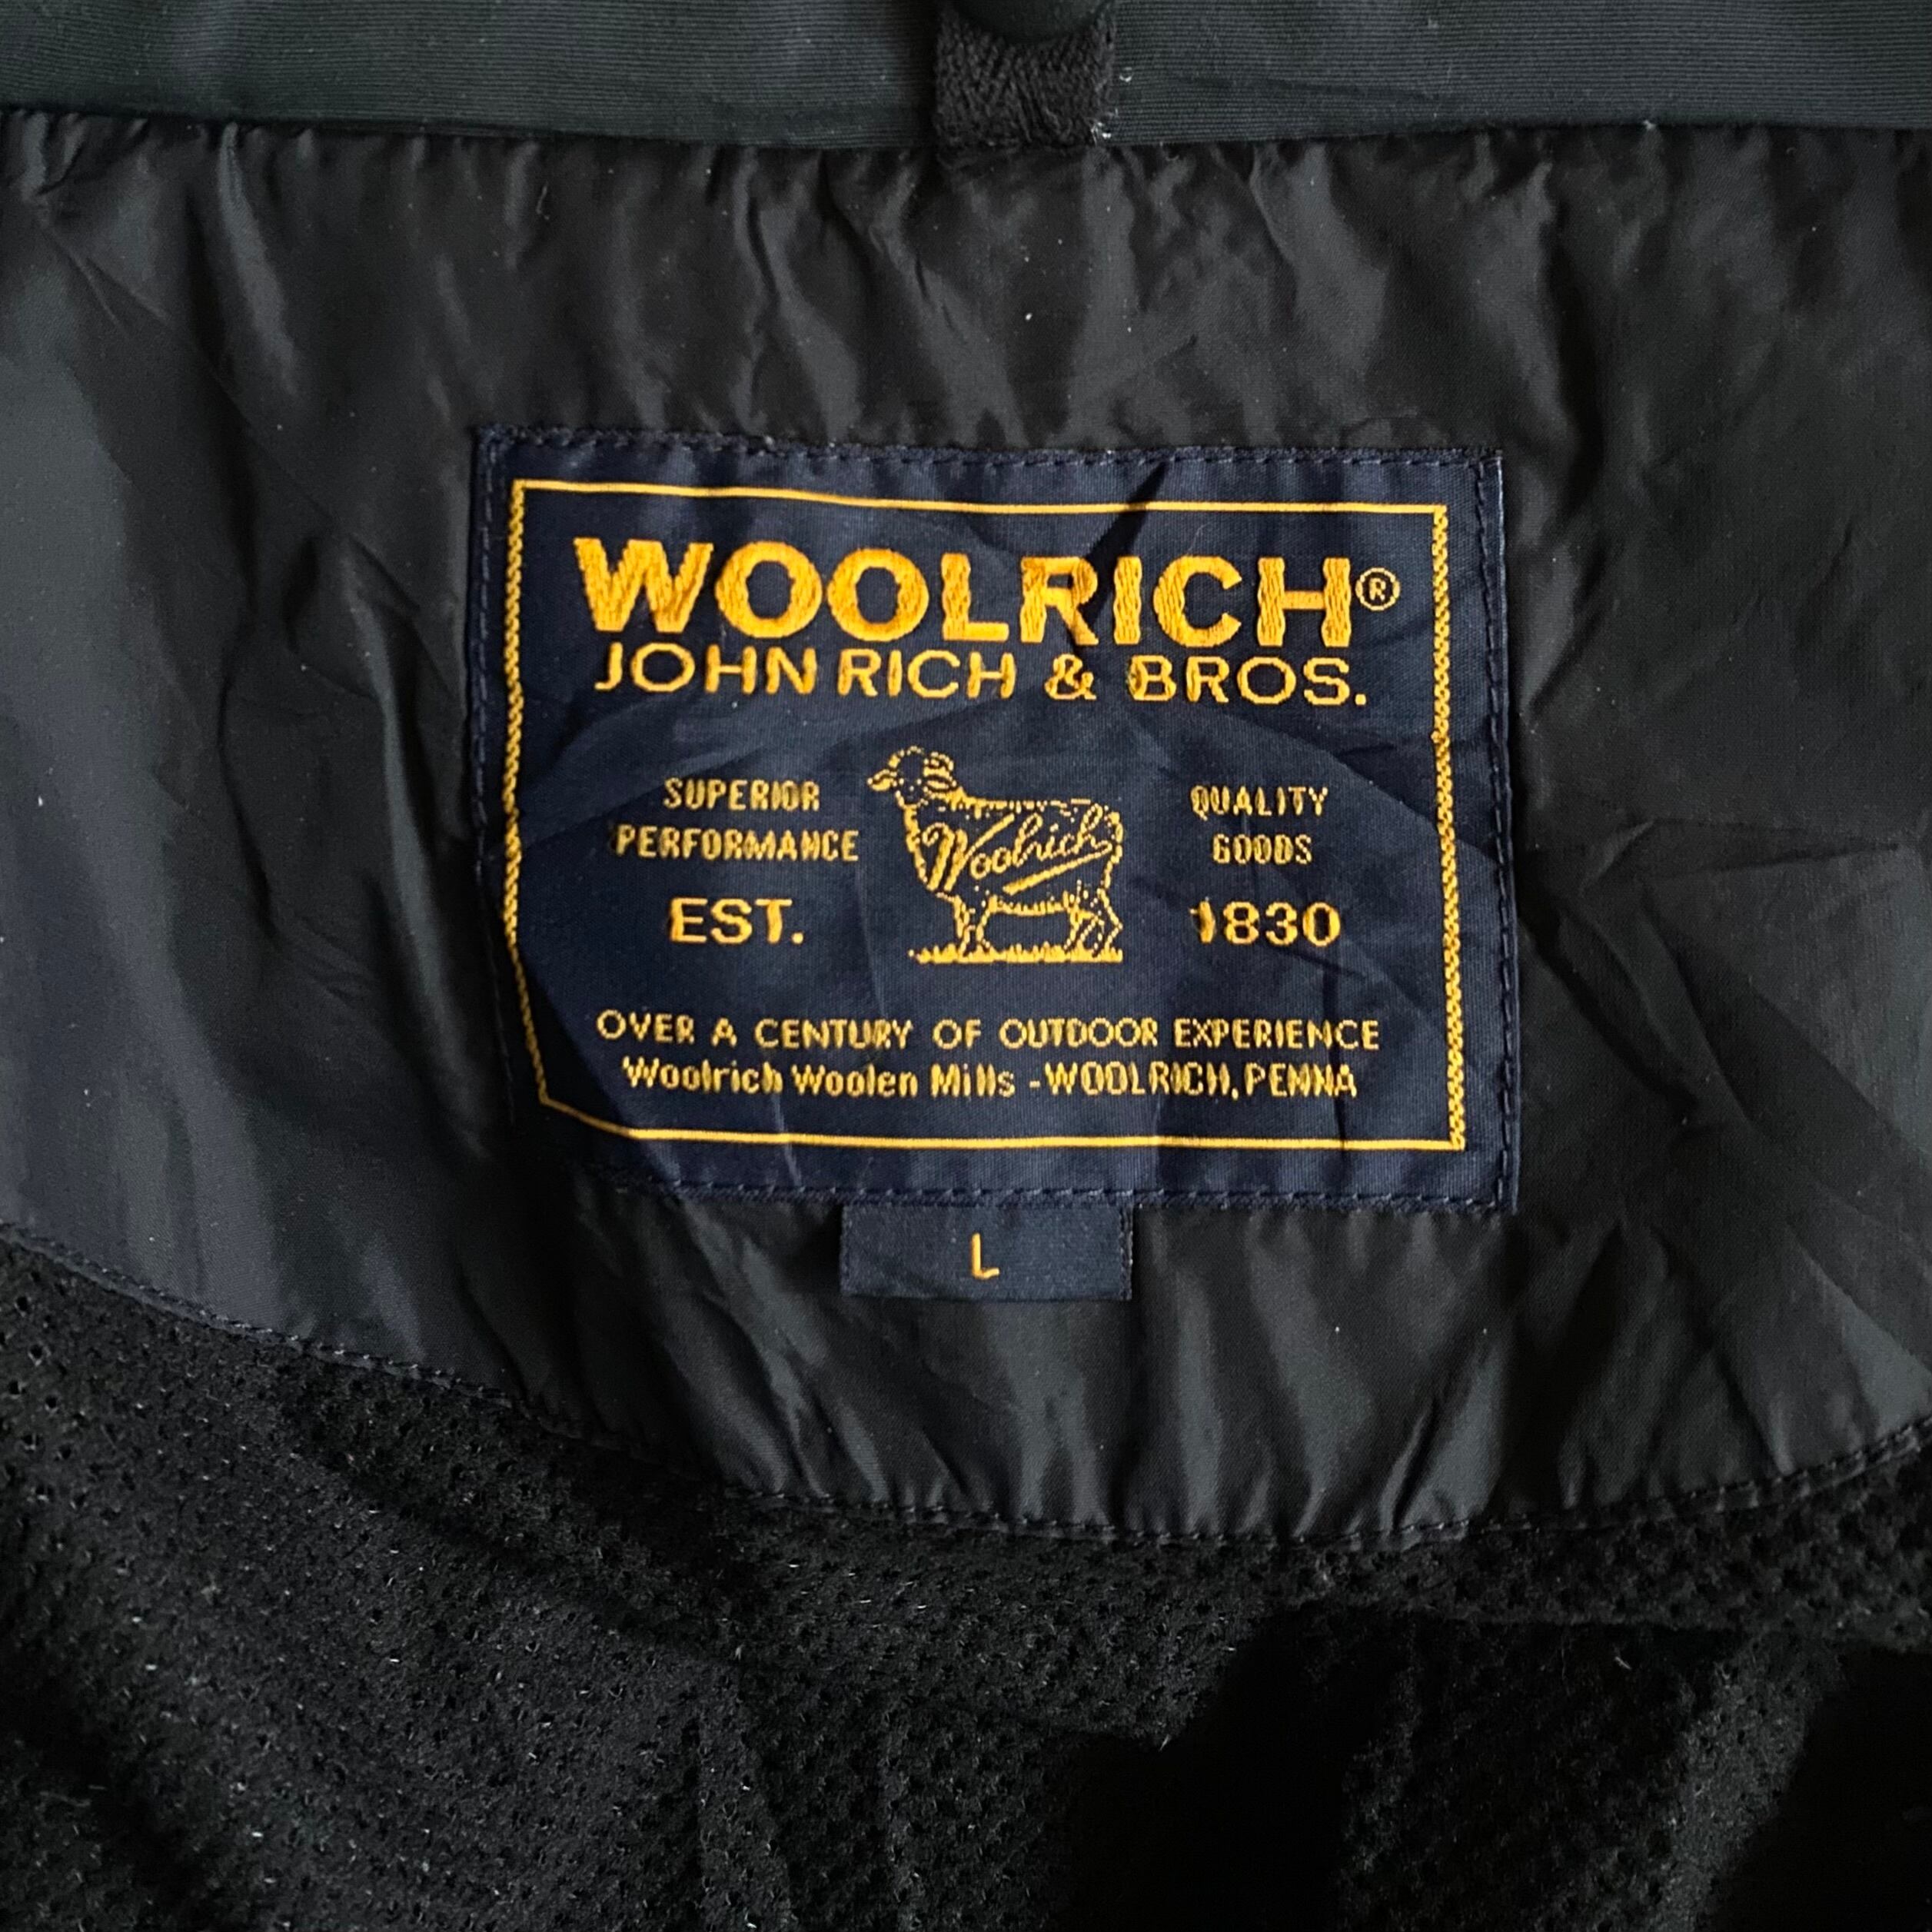 WOOLRICH®
JOHN RICH & BROS.
SUPERIOR
PERFORMANCE
EST.
Woolrich
QUALITY
GOODS
1830
OVER A CENTURY OF OUTDOOR EXPERIENCE
Woolrich Woolen Mills - WOOLRICH, PENNA
L